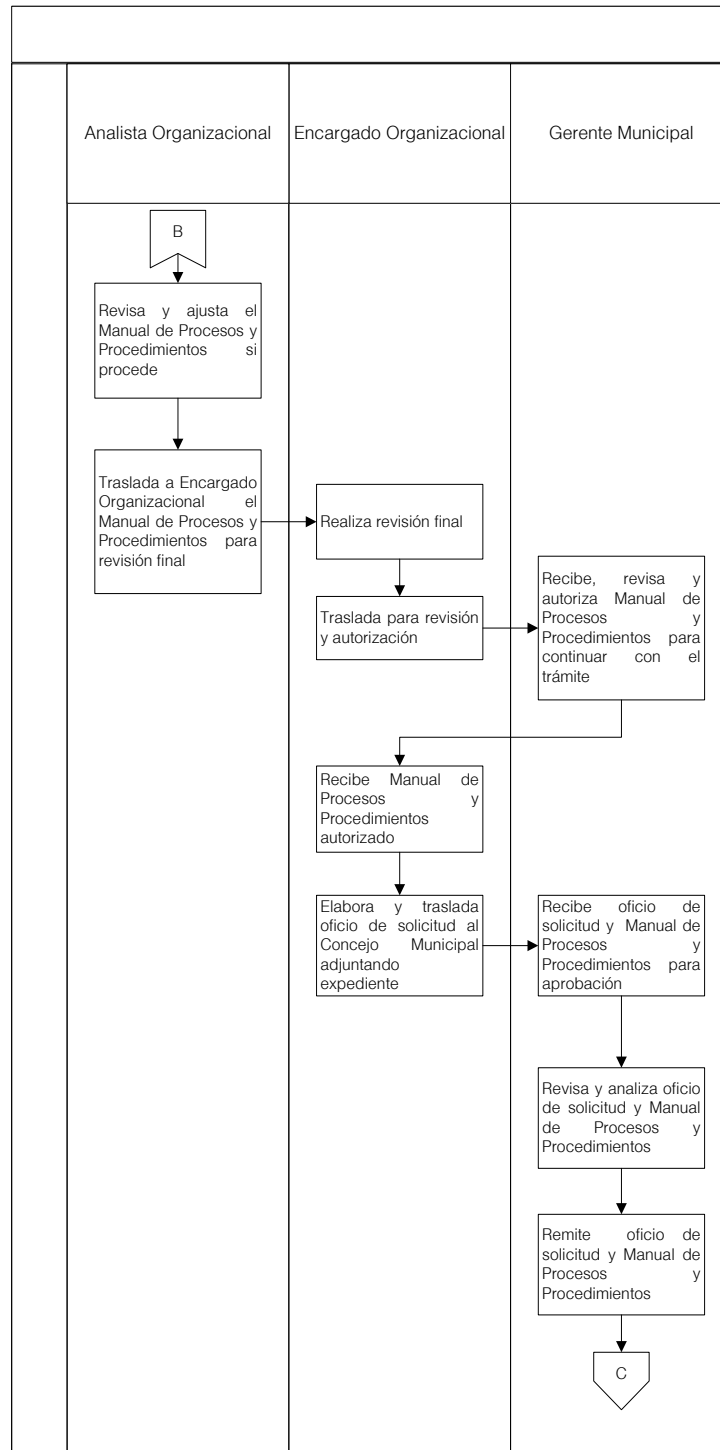 Analista Organizacional
Encargado Organizacional
Gerente Municipal
B
Revisa y ajusta el
Manual de Procesos y
Procedimientos si
procede
Traslada a Encargado
Organizacional el
Manual de Procesos y
Procedimientos para
revisión final
Realiza revisión final
Traslada para revisión
y autorización
Recibe, revisa y
autoriza Manual de
Procesos y
Procedimientos para
continuar con el
trámite
Recibe Manual de
Procesos y
Procedimientos
autorizado
Elabora y traslada
oficio de solicitud al
Concejo Municipal
adjuntando
expediente
Recibe oficio de
solicitud y Manual de
Procesos y
Procedimientos para
aprobación
Revisa y analiza oficio
de solicitud y Manual
de Procesos y
Procedimientos
Remite oficio de
solicitud y Manual de
Procesos y
Procedimientos
C